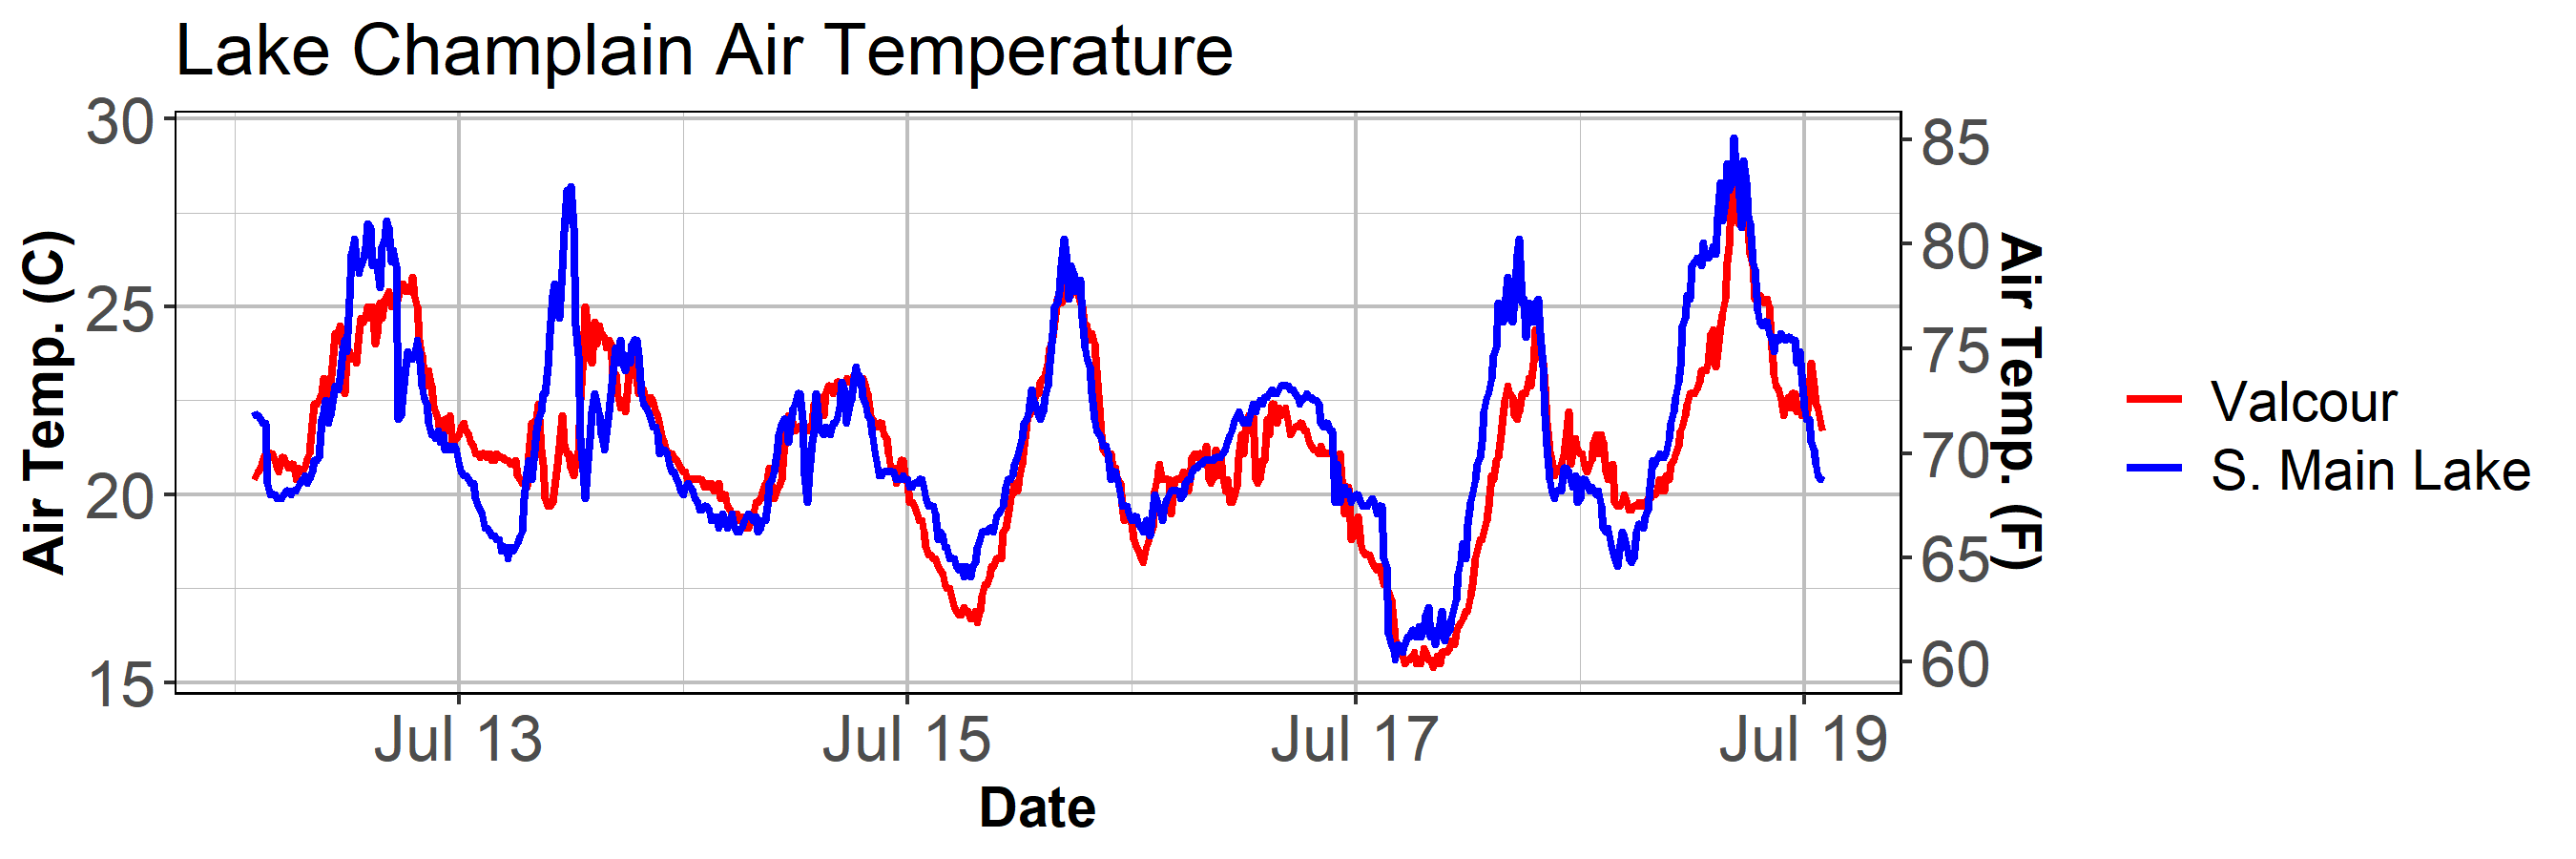 Lake Champlain Air Temperature
Air Temp. (C)
30
25
20
15
85
80
75
70
65
60
Air Temp. (F)
Jul 13
Jul 15
Jul 17
Jul 19
Date
Valcour
S. Main Lake